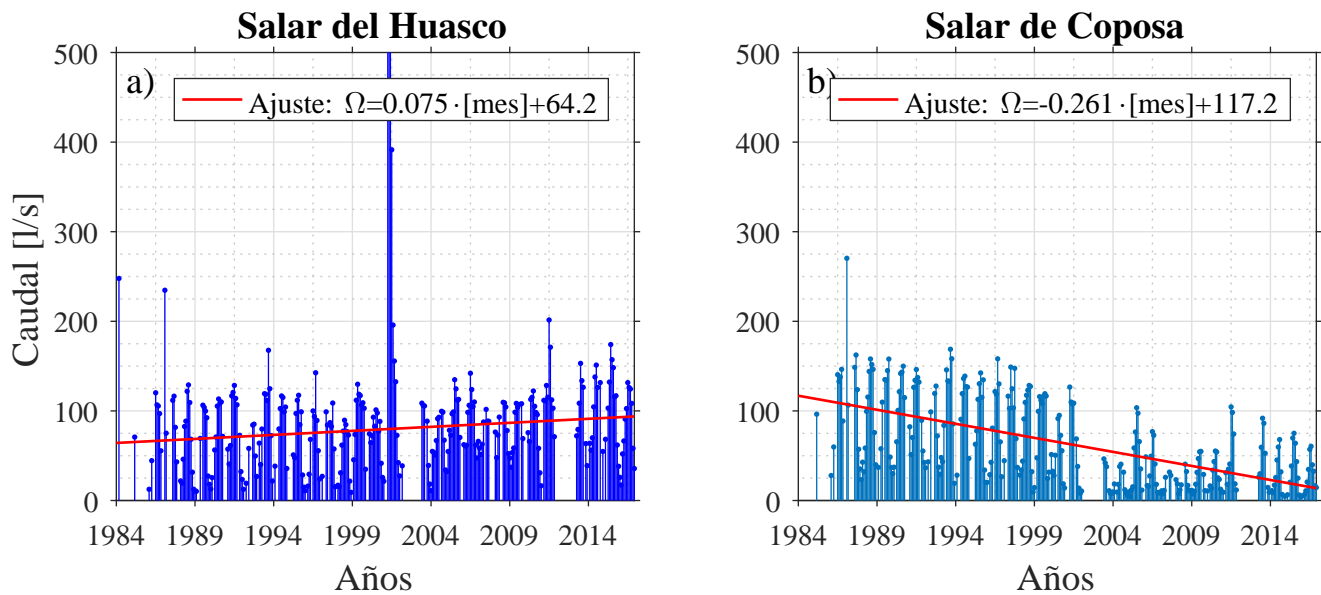 Salar del Huasco
a)
Ajuste: Ω=0.075·[mes]+64.2
500
400
300
200
100
0
Caudal [l/s]
1984 1989 1994 1999 2004 2009 2014
Años
Salar de Coposa
b)
Ajuste: Ω=-0.261·[mes]+117.2
500
400
300
200
100
0
1984 1989 1994 1999 2004 2009 2014
Años